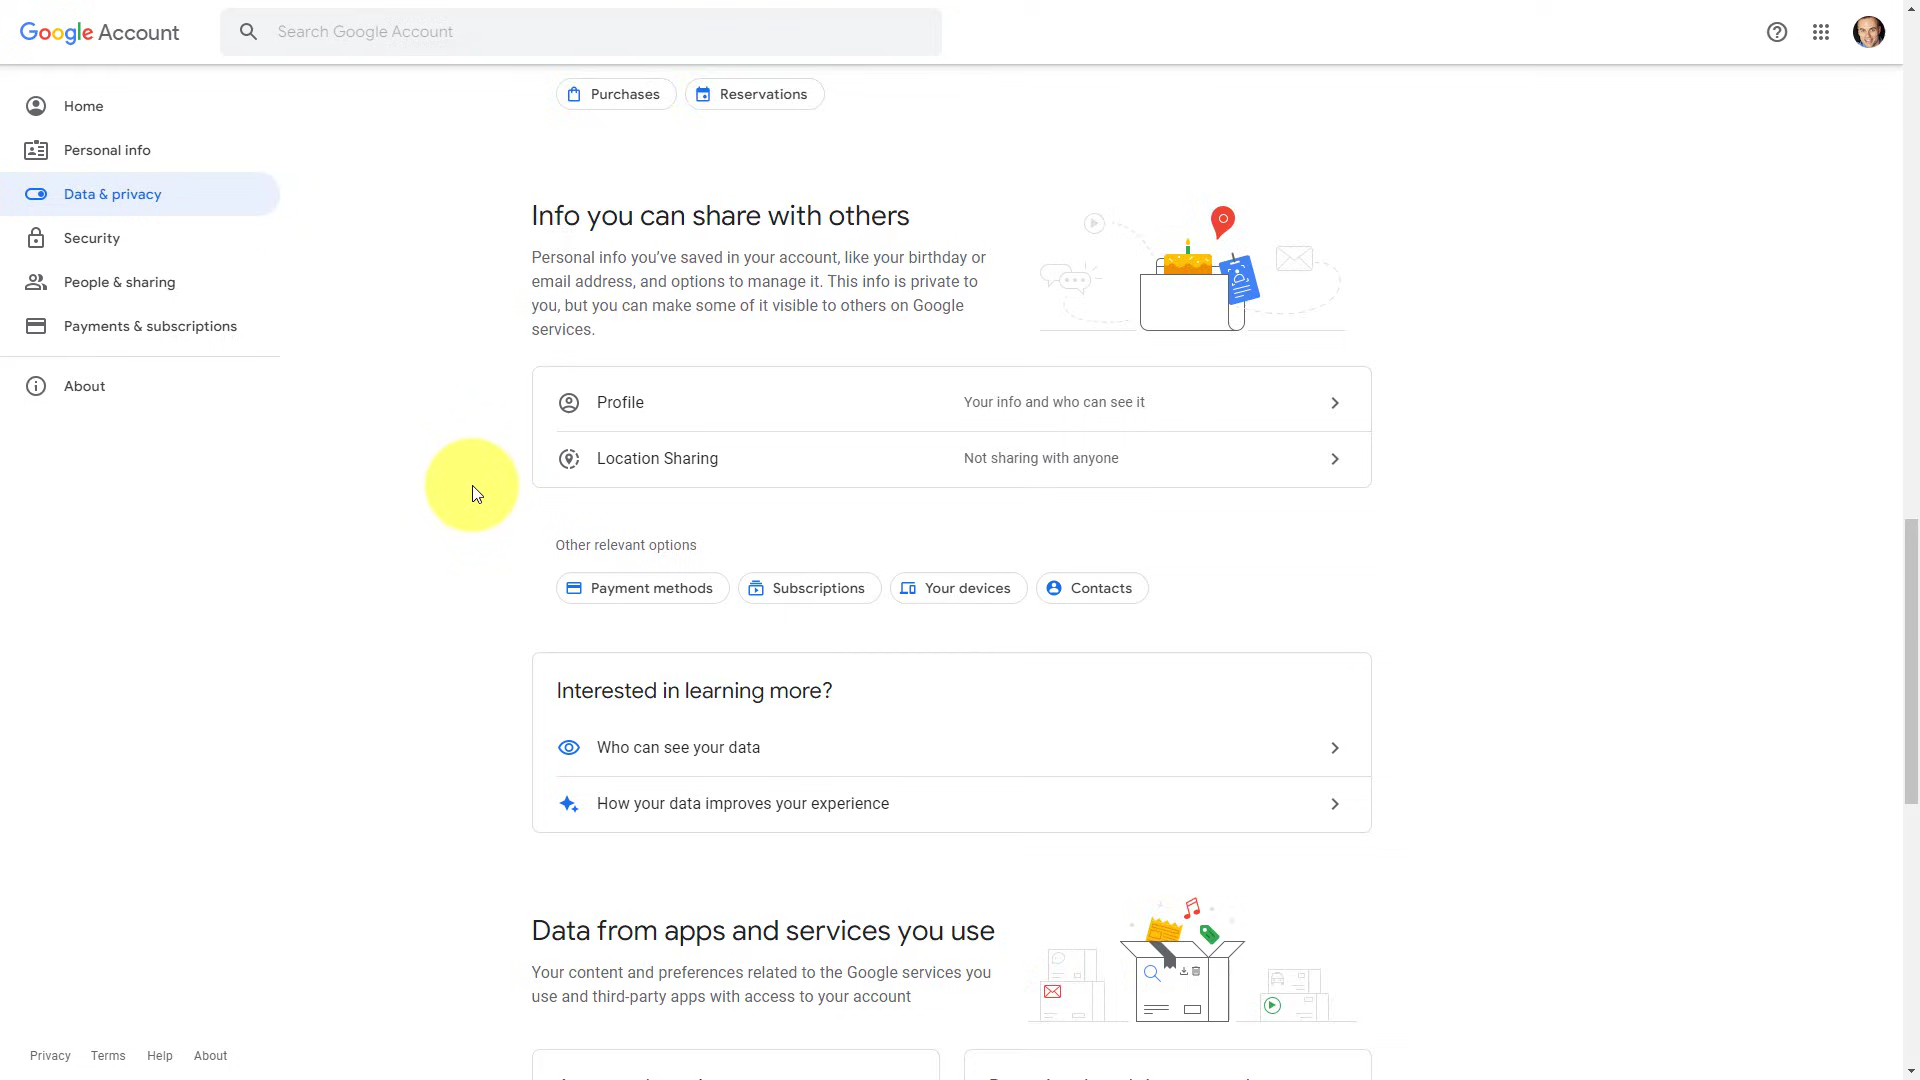 Google Account
Search Google Account
Home
Personal info
Data & privacy
Security
People & sharing
Payments & subscriptions
About
Purchases
Reservations
Info you can share with others
Personal info you’ve saved in your account, like your birthday or
email address, and options to manage it. This info is private to
you, but you can make some of it visible to others on Google
services.
Profile
Your info and who can see it
Location Sharing
Not sharing with anyone
Other relevant options
Payment methods
Subscriptions
Your devices
Contacts
Interested in learning more?
Who can see your data
How your data improves your experience
Data from apps and services you use
Your content and preferences related to the Google services you
use and third-party apps with access to your account
Privacy
Terms
Help
About